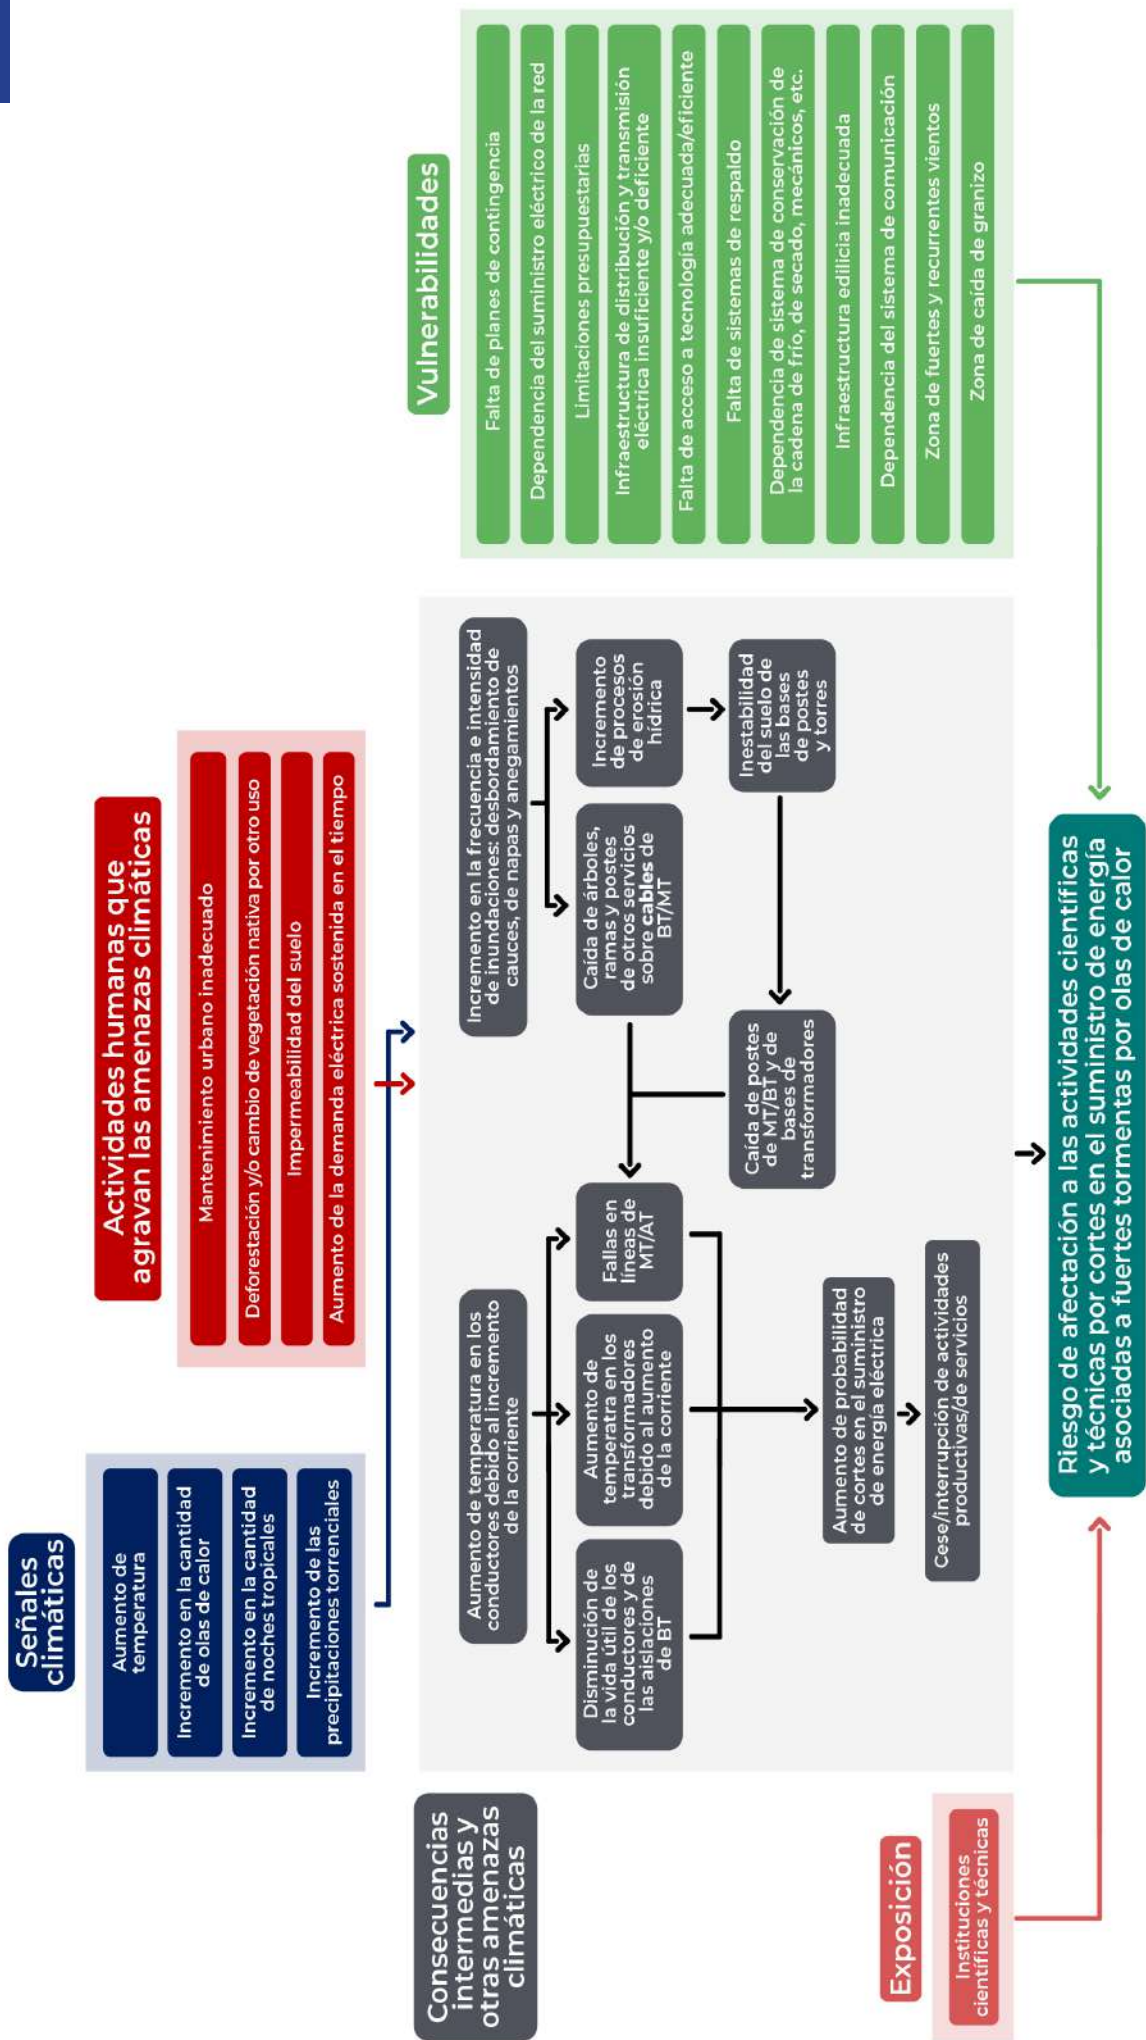 Señales
climáticas
Aumento de
temperatura
Incremento en la cantidad
de olas de calor
Incremento en la cantidad
de noches tropicales
Incremento de las
precipitaciones torrenciales
Actividades humanas que
agravan las amenazas climáticas
Mantenimiento urbano inadecuado
Deforestación y/o cambio de vegetación nativa por otro uso
Impermeabilidad del suelo
Aumento de la demanda eléctrica sostenida en el tiempo
Consecuencias
intermedias y
otras amenazas
climáticas
Aumento de temperatura en los
conductores debido al incremento
de la corriente
Disminución de
la vida útil de los
conductores y de
las aislaciones
de BT
Aumento de
temperatra en los
transformadores
debido al aumento
de la corriente
Fallas en
líneas de
MT/AT
Aumento de probabilidad
de cortes en el suministro
de energía eléctrica
Cese/interrupción de actividades
productivas/de servicios
Incremento en la frecuencia e intensidad
de inundaciones: desbordamiento de
cauces, de napas y anegamientos
Caída de árboles,
ramas y postes
de otros servicios
sobre cables de
BT/MT
Incremento
de procesos
de erosión
hídrica
Caída de postes
de MT/BT y de
bases de
transformadores
Inestabilidad
del suelo de
las bases
de postes
y torres
Vulnerabilidades
Falta de planes de contingencia
Dependencia del suministro eléctrico de la red
Limitaciones presupuestarias
Infraestructura de distribución y transmisión
eléctrica insuficiente y/o deficiente
Falta de acceso a tecnología adecuada/eficiente
Falta de sistemas de respaldo
Dependencia de sistema de conservación de
la cadena de frío, de secado, mecánicos, etc.
Infraestructura edilicia inadecuada
Dependencia del sistema de comunicación
Zona de fuertes y recurrentes vientos
Zona de caída de granizo
Exposición
Instituciones
científicas y técnicas
Riesgo de afectación a las actividades científicas
y técnicas por cortes en el suministro de energía
asociadas a fuertes tormentas por olas de calor